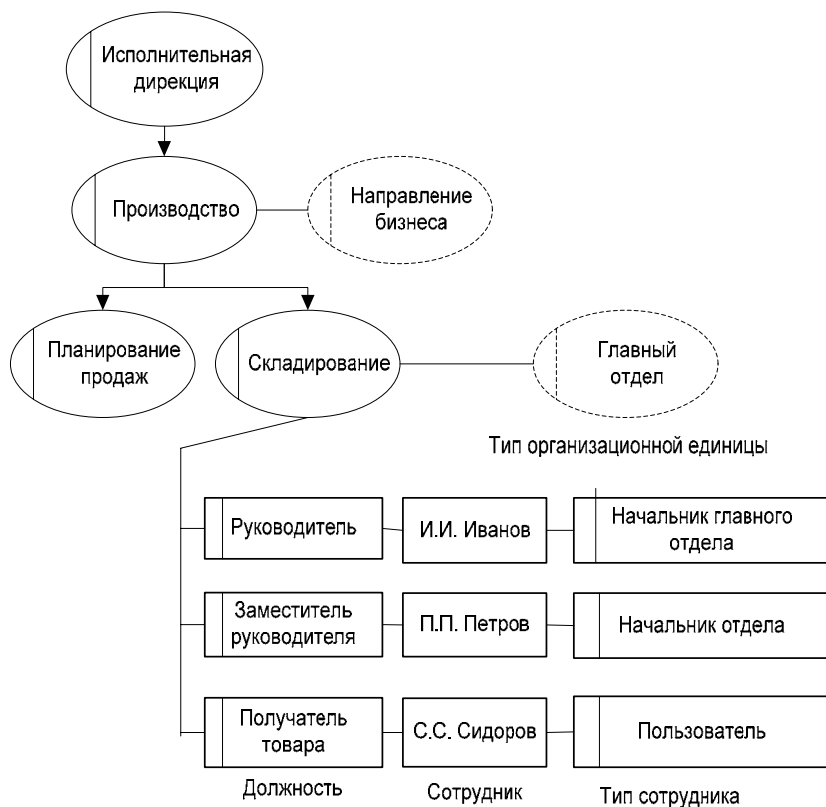 Исполнительная
дирекция
Производство
Направление
бизнеса
Планирование
продаж
Складирование
Главный
отдел
Тип организационной единицы
Руководитель
И.И. Иванов
Начальник главного
отдела
Заместитель
руководителя
П.П. Петров
Начальник отдела
Получатель
товара
С.С. Сидоров
Пользователь
Должность
Сотрудник
Тип сотрудника